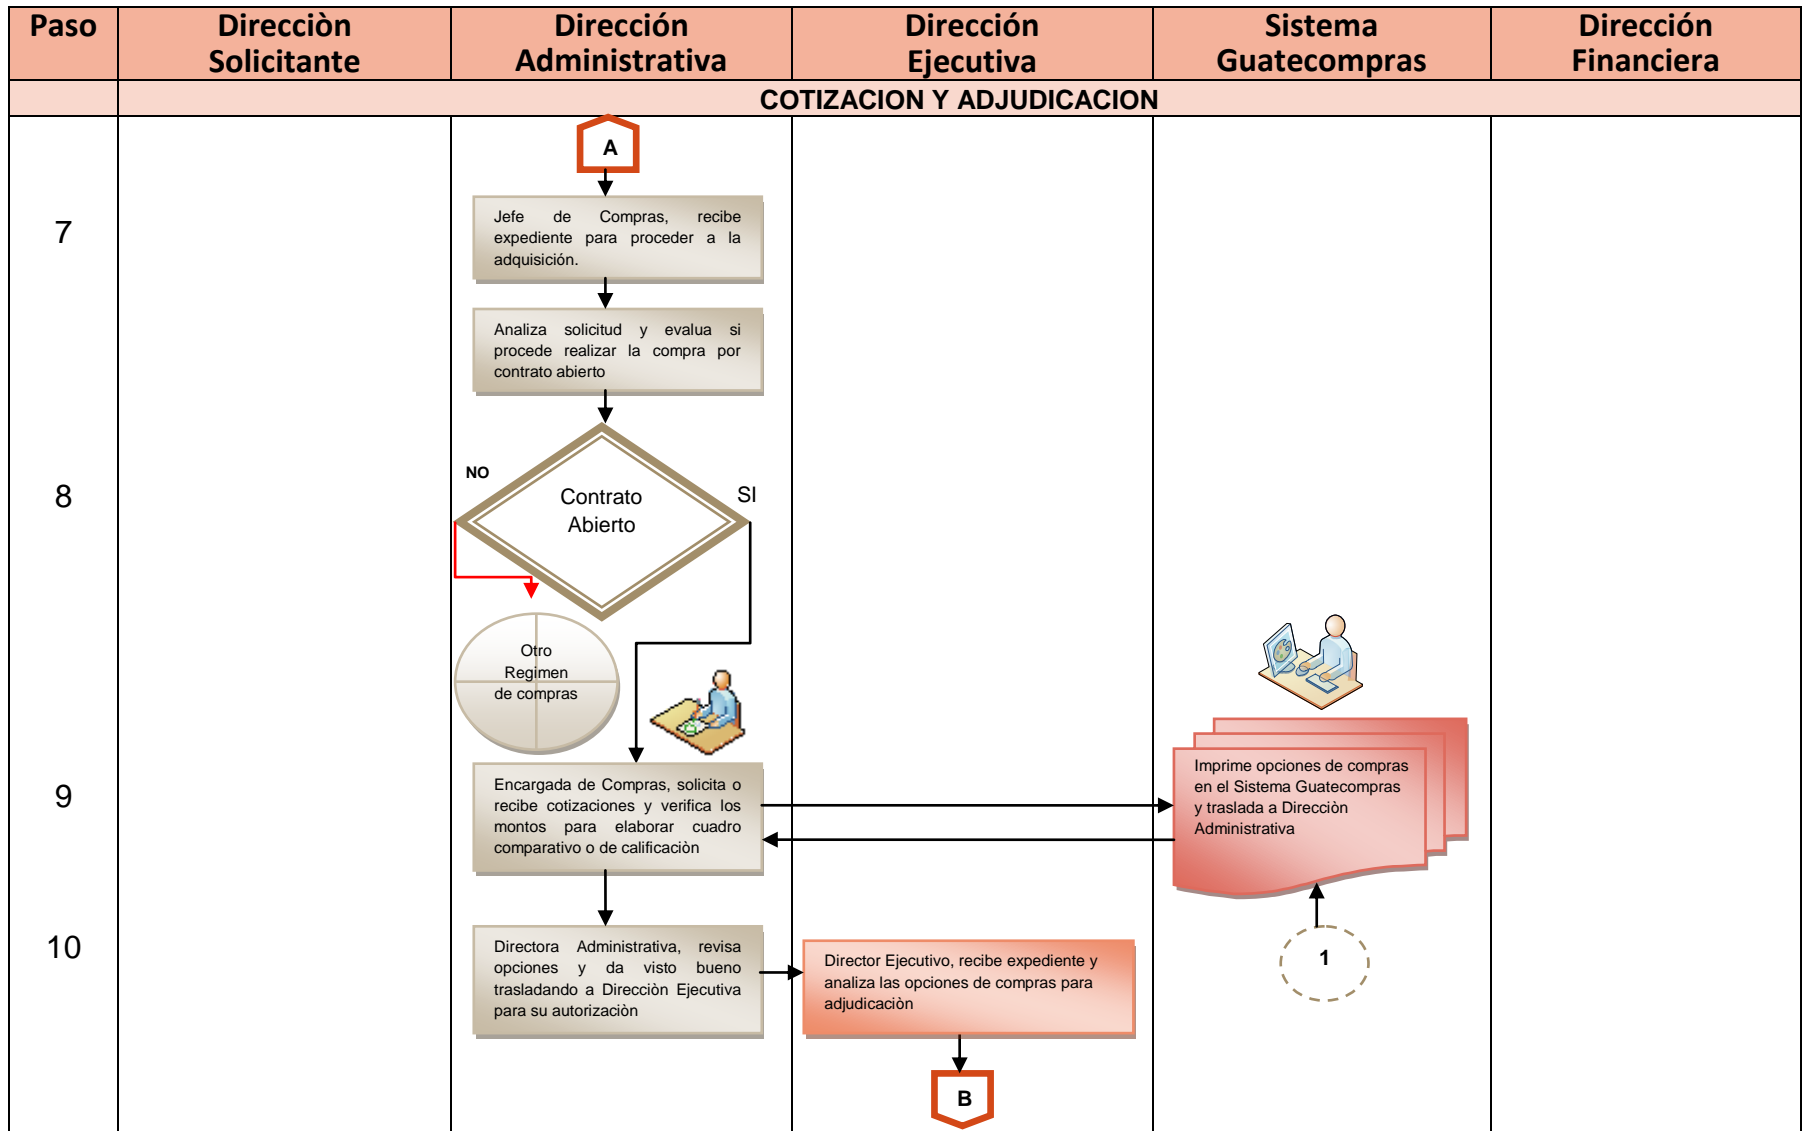 Paso
Direcciòn
Solicitante
Dirección
Administrativa
Dirección
Ejecutiva
Sistema
Guatecompras
Dirección
Financiera
COTIZACION Y ADJUDICACION
A
7
Jefe de Compras, recibe
expediente para proceder a la
adquisición.
Analiza solicitud y evalua si
procede realizar la compra por
contrato abierto
8
NO
Contrato
Abierto
SI
Otro
Regimen
de compras
9
Encargada de Compras, solicita o
recibe cotizaciones y verifica los
montos para elaborar cuadro
comparativo o de calificaciòn
Imprime opciones de compras
en el Sistema Guatecompras
y traslada a Direcciòn
Administrativa
10
Directora Administrativa, revisa
opciones y da visto bueno
trasladando a Direcciòn Ejecutiva
para su autorizaciòn
Director Ejecutivo, recibe expediente y
analiza las opciones de compras para
adjudicaciòn
1
B